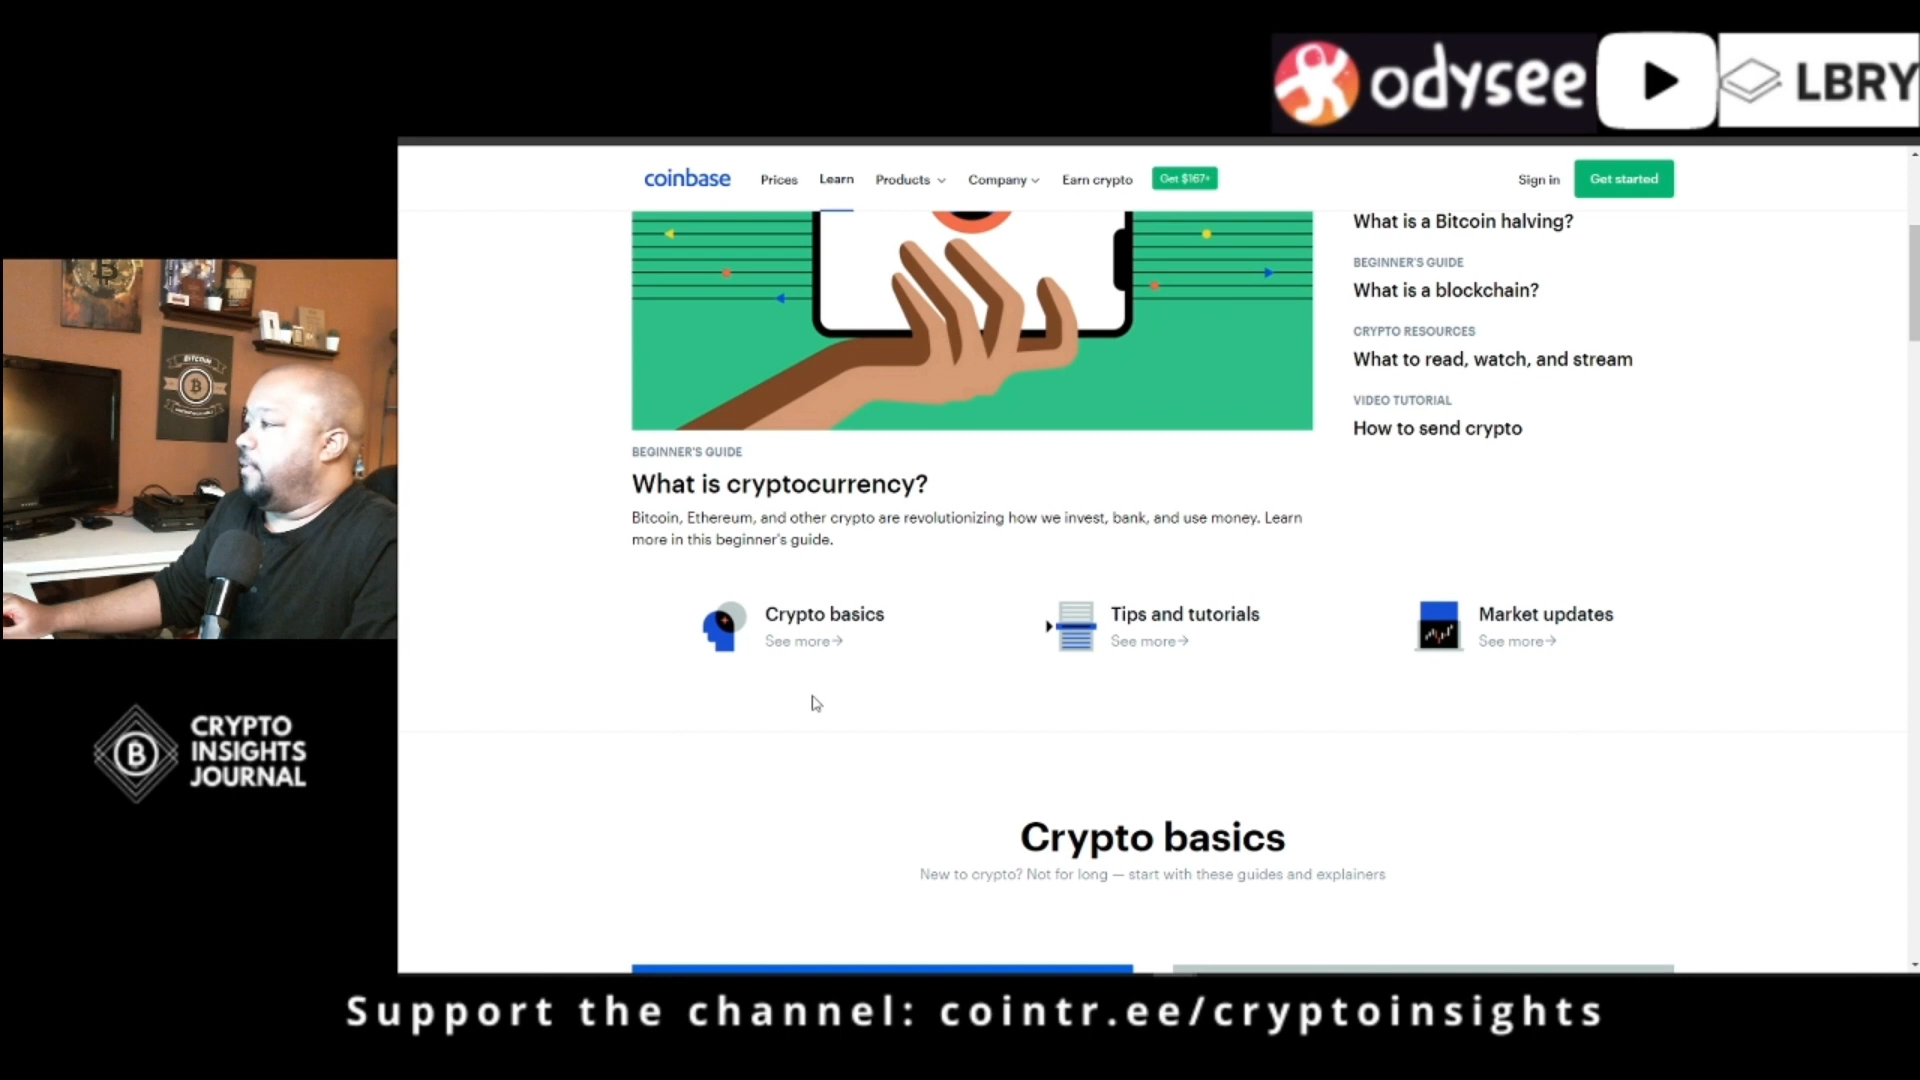 odysee
LBRY
coinbase
Prices
Learn
Products
Company
Earn crypto
Get $167+
Sign in
Get started
What is a Bitcoin halving?
BEGINNER'S GUIDE
What is a blockchain?
CRYPTO RESOURCES
What to read, watch, and stream
VIDEO TUTORIAL
How to send crypto
BEGINNER'S GUIDE
What is cryptocurrency?
Bitcoin, Ethereum, and other crypto are revolutionizing how we invest, bank, and use money. Learn
more in this beginner's guide.
Crypto basics
See more→
Tips and tutorials
See more→
Market updates
See more→
BITCOIN
CRYPTO
INSIGHTS
JOURNAL
Crypto basics
New to crypto? Not for long — start with these guides and explainers
Support the channel: cointr.ee/cryptoinsights